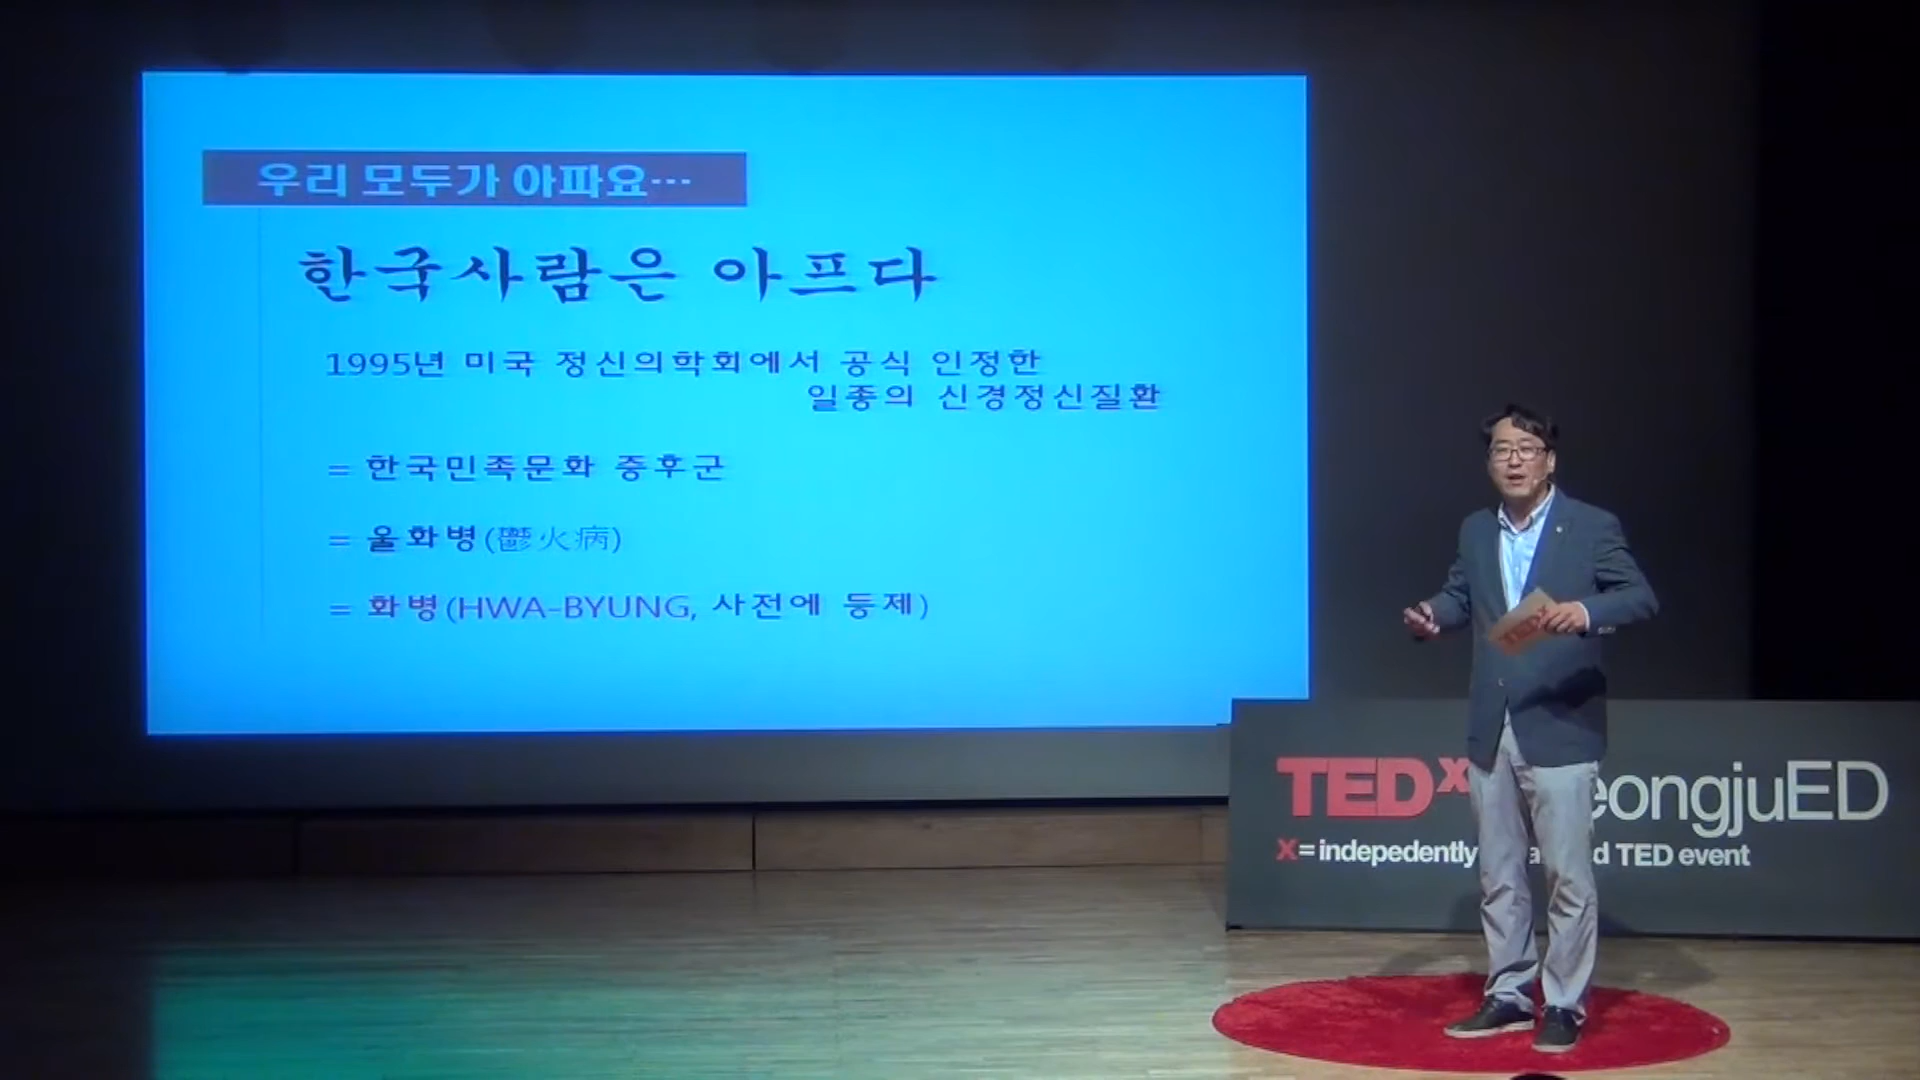 우리 모두가 아파요…
한국사람은 아프다
1995년 미국 정신의학회에서 공식 인정한
일종의 신경정신질환
= 한국민족문화 증후군
= 울화병(鬱火病)
= 화병(HWA-BYUNG, 사전에 등제)
TEDx eongjuED
X = indepedently d TED event
TEDx